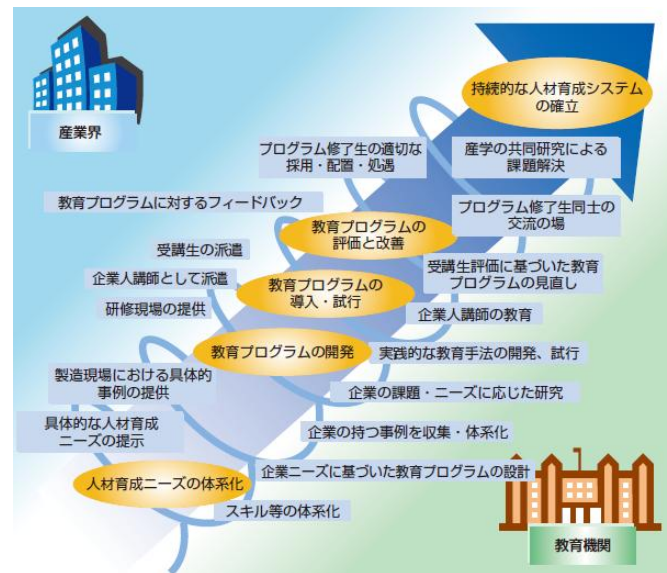 産業界
持続的な人材育成システム
の確立
プログラム修了生の適切な
採用・配置・処遇
産学の共同研究による
課題解決
教育プログラムに対するフィードバック
プログラム修了生同士の
交流の場
教育プログラムの
評価と改善
受講生の派遣
受講生評価に基づいた教育
プログラムの見直し
企業人講師として派遣
教育プログラムの
導入・試行
研修現場の提供
企業人講師の教育
教育プログラムの開発
実践的な教育手法の開発、試行
製造現場における具体的
事例の提供
企業の課題・ニーズに応じた研究
具体的な人材育成
ニーズの提示
企業の持つ事例を収集・体系化
人材育成ニーズの体系化
企業ニーズに基づいた教育プログラムの設計
スキル等の体系化
教育機関